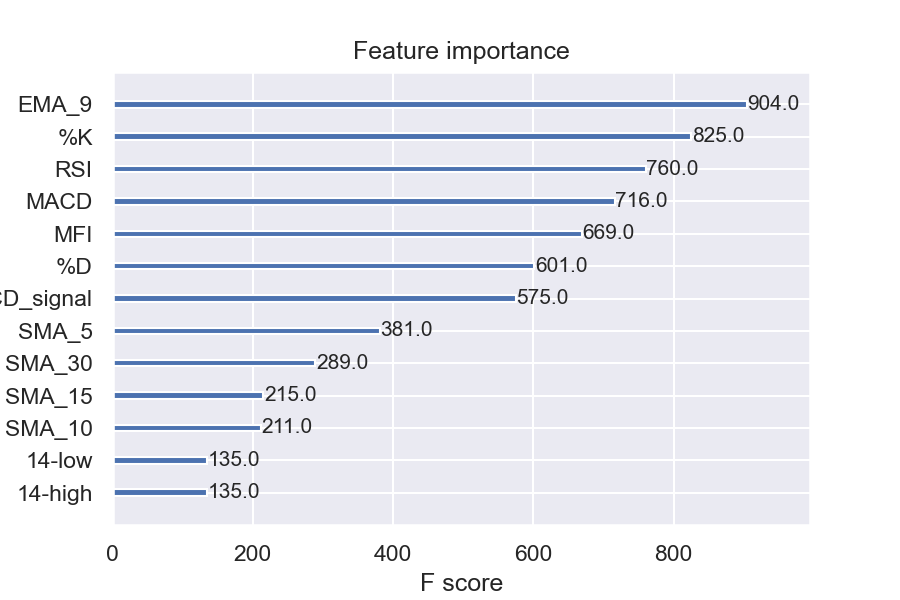 Feature importance
EMA_9 904.0
%K 825.0
RSI 760.0
MACD 716.0
MFI 669.0
%D 601.0
CD_signal 575.0
SMA_5 381.0
SMA_30 289.0
SMA_15 215.0
SMA_10 211.0
14-low 135.0
14-high 135.0
0 200 400 600 800
F score